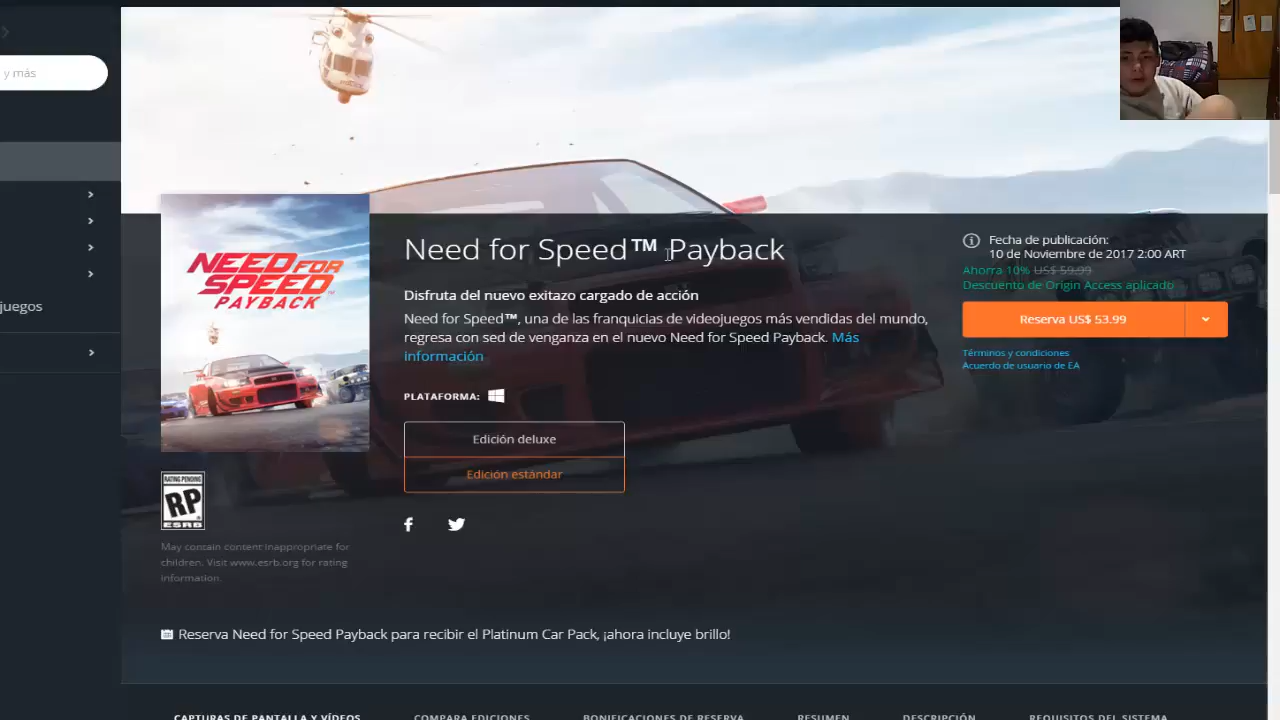 y más
juegos
NEED FOR
SPEED™
PAYBACK
RATING PENDING
RP
ESRB
May contain content inappropriate for
children. Visit www.esrb.org for rating
information.
Need for Speed™ Payback
Disfruta del nuevo exitazo cargado de acción
Need for Speed™, una de las franquicias de videojuegos más vendidas del mundo,
regresa con sed de venganza en el nuevo Need for Speed Payback. Más
información
PLATAFORMA:
Edición deluxe
Edición estándar
Fecha de publicación:
10 de Noviembre de 2017 2:00 ART
Ahorra 10% US$ 59.99
Descuento de Origin Access aplicado
Reserva US$ 53.99
Términos y condiciones
Acuerdo de usuario de EA
Reserva Need for Speed Payback para recibir el Platinum Car Pack, ¡ahora incluye brillo!
CAPTURAS DE PANTALLA Y VÍDEOS
COMPARA EDICIONES
BONIFICACIONES DE RESERVA
RESUMEN
DESCRIPCIÓN
REQUISITOS DEL SISTEMA